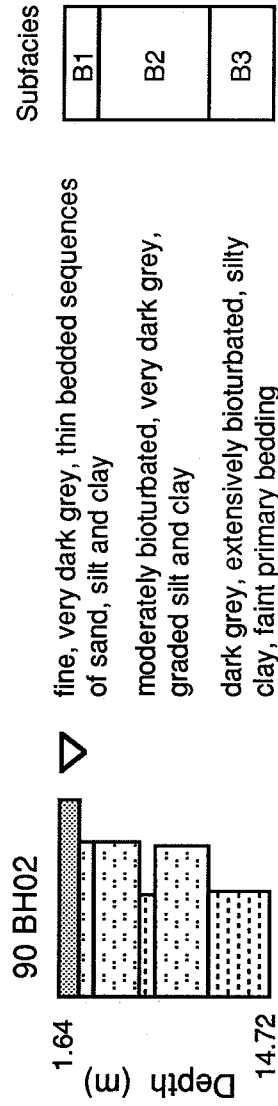 90 BH02
Subfacies
1.64
Depth (m)
14.72
fine, very dark grey, thin bedded sequences
of sand, silt and clay
moderately bioturbated, very dark grey,
graded silt and clay
dark grey, extensively bioturbated, silty
clay, faint primary bedding
B1
B2
B3